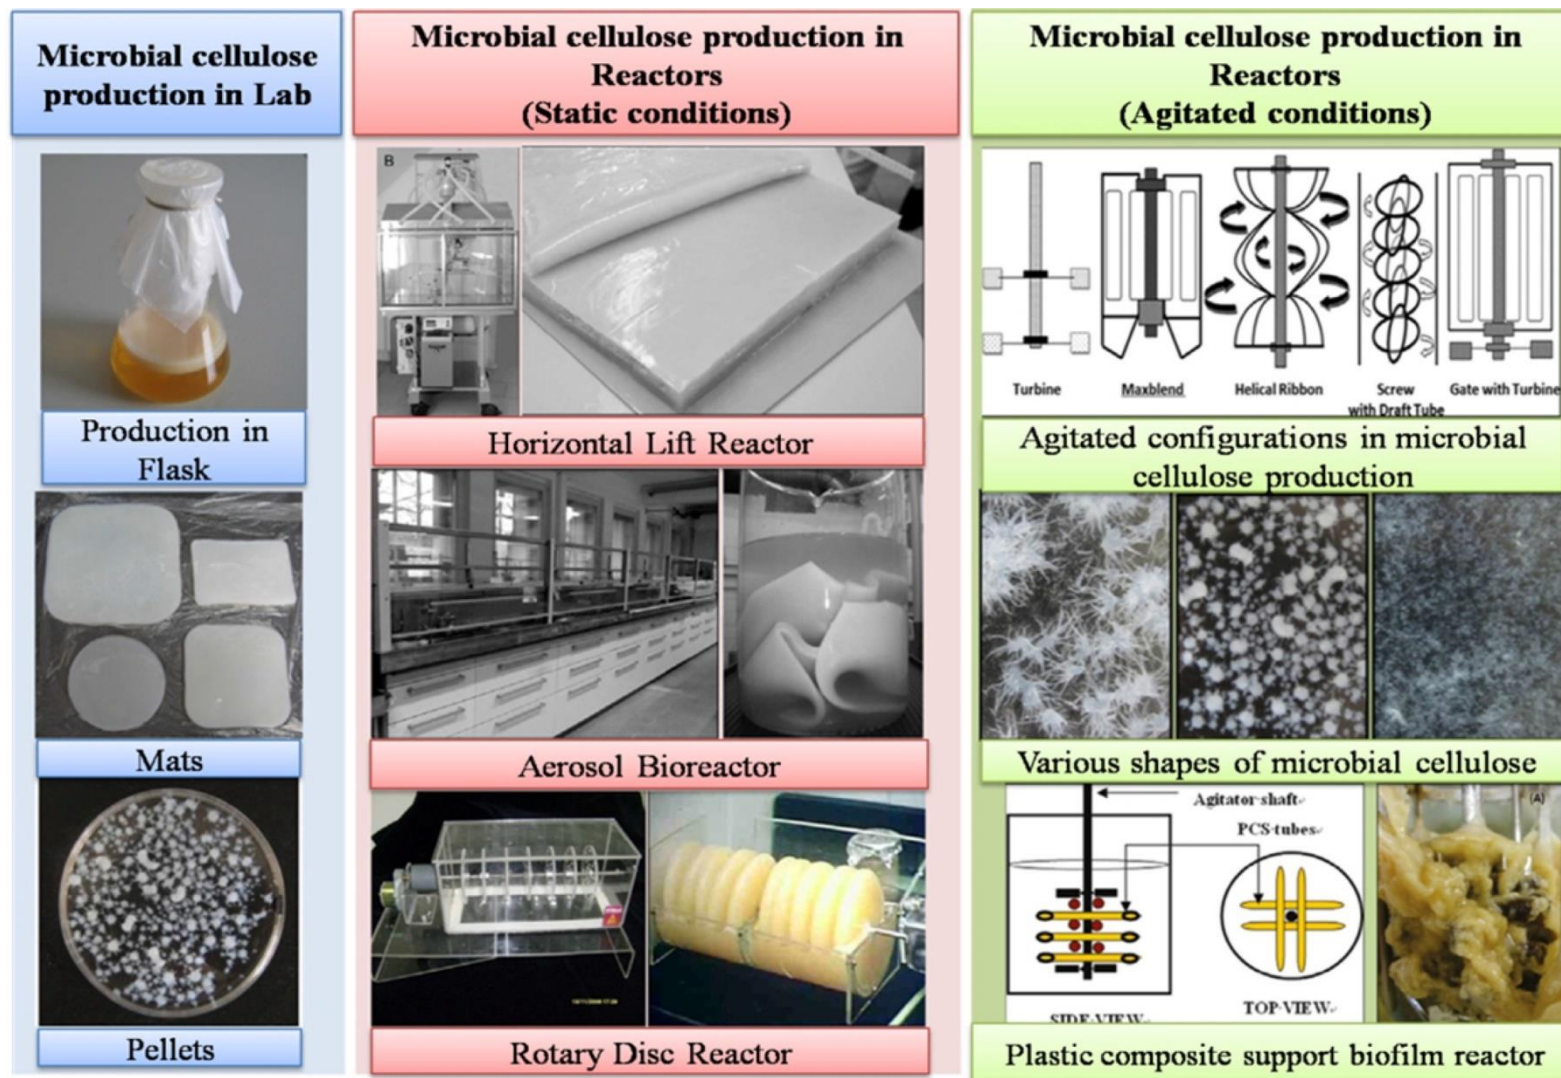 Microbial cellulose
production in Lab
Production in
Flask
Mats
Pellets
Microbial cellulose production in
Reactors
(Static conditions)
B
Horizontal Lift Reactor
Aerosol Bioreactor
Rotary Disc Reactor
Microbial cellulose production in
Reactors
(Agitated conditions)
Turbine
Maxblend
Helical Ribbon
Screw
with Draft Tube
Gate with Turbine
Agitated configurations in microbial
cellulose production
Various shapes of microbial cellulose
Agitator shaft
PCS-tubes
SIDE-VIEW
TOP-VIEW
(A)
Plastic composite support biofilm reactor